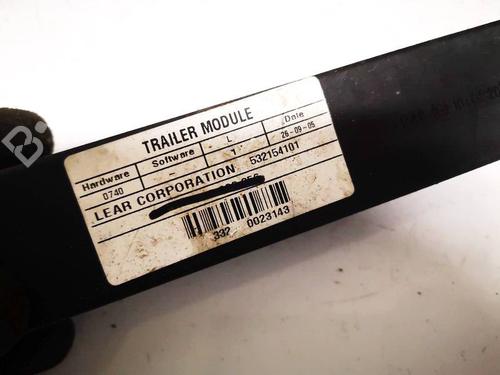 TRAILER MODULE
Hardware Software L Date
0740 - 1 26-09-05
LEAR CORPORATION 532154101
332 0023143
B